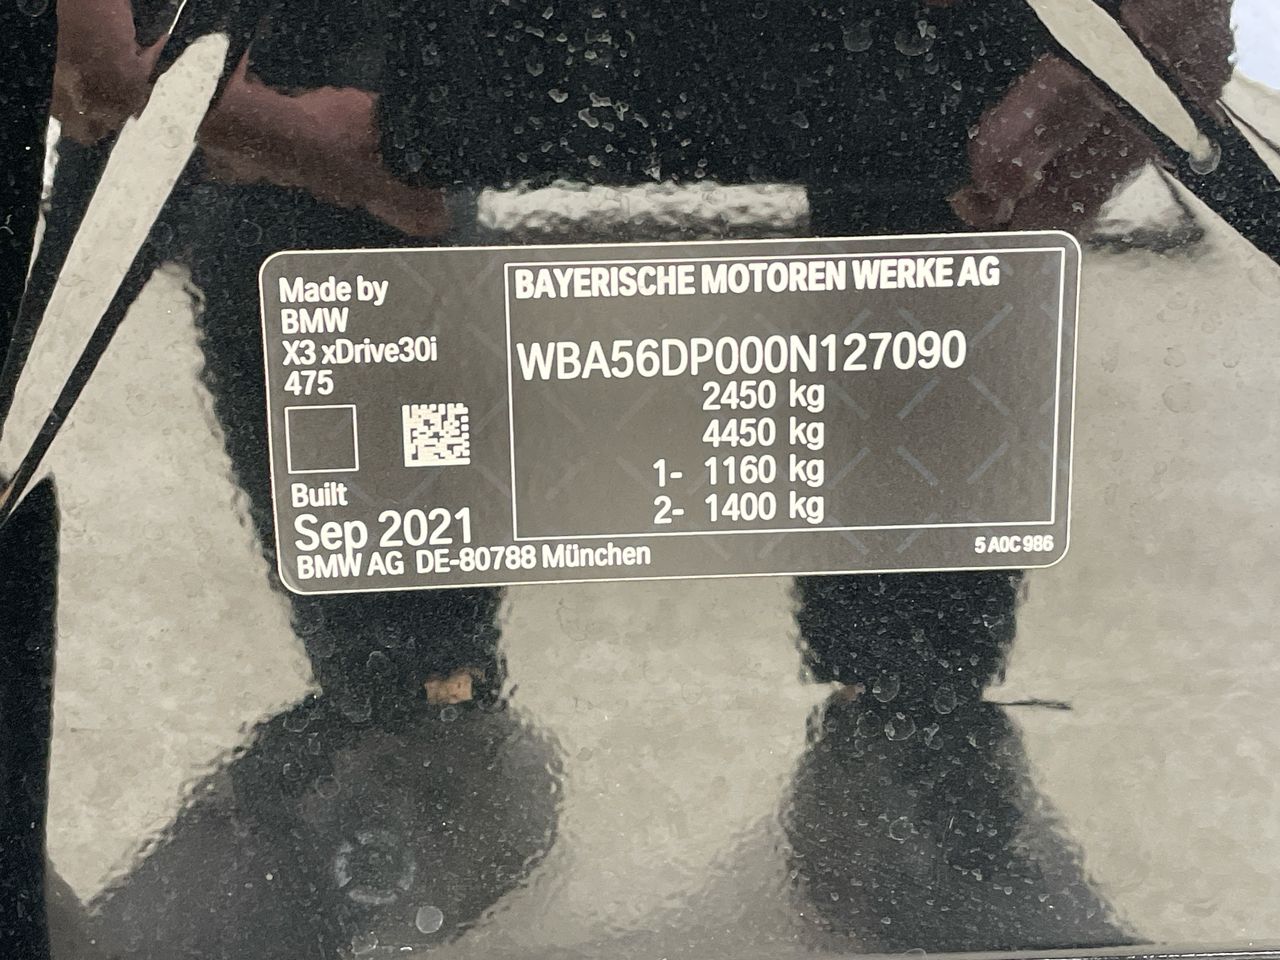 Made by
BMW
X3 xDrive30i
475
Built
Sep 2021
BMW AG DE-80788 München
BAYERISCHE MOTOREN WERKE AG
WBA56DP000N127090
2450 kg
4450 kg
1- 1160 kg
2- 1400 kg
5 A0C 986